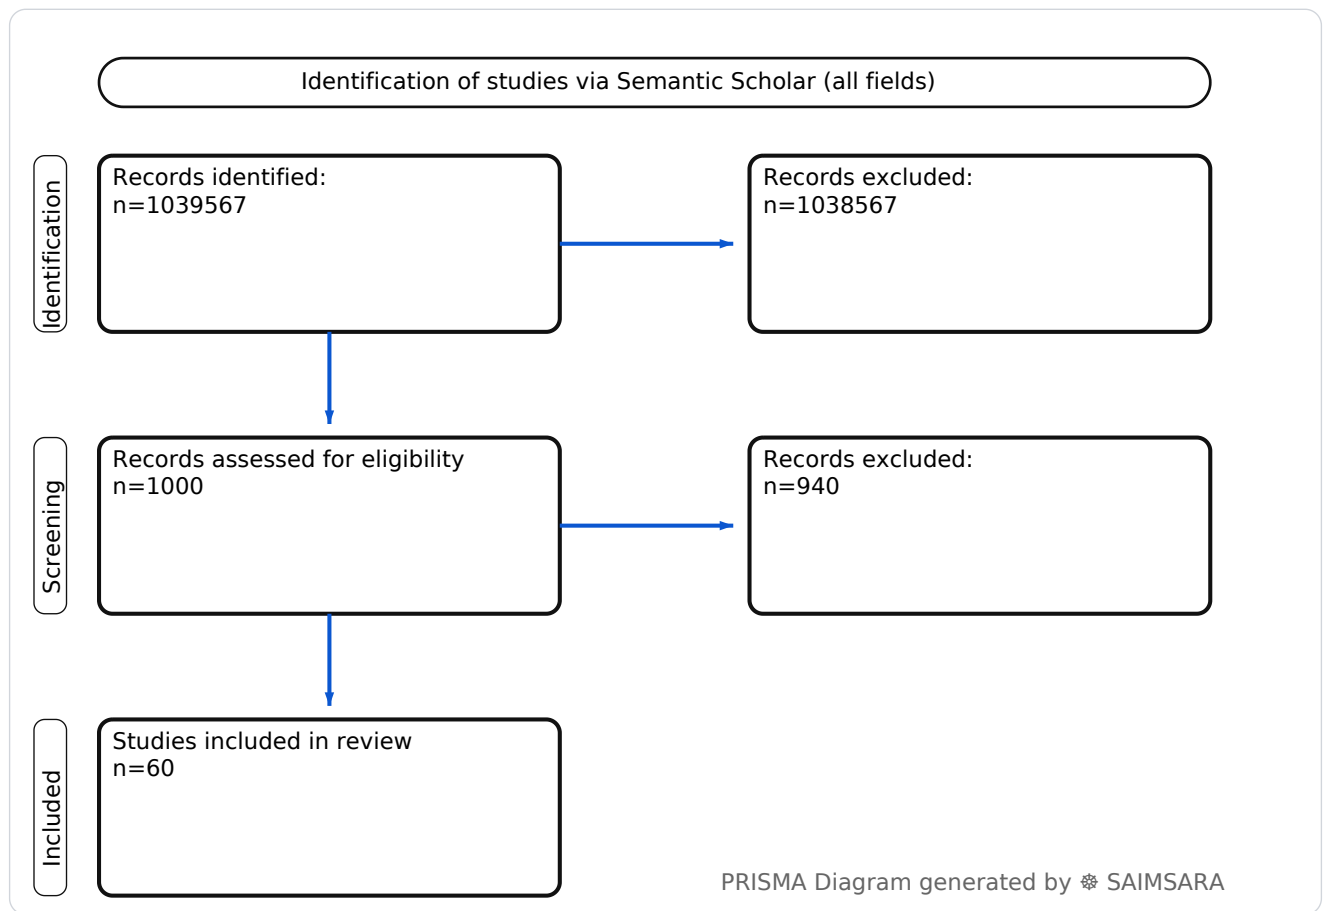 Identification of studies via Semantic Scholar (all fields)
Identification
Records identified:
n=1039567
Records excluded:
n=1038567
Screening
Records assessed for eligibility
n=1000
Records excluded:
n=940
Included
Studies included in review
n=60
PRISMA Diagram generated by ☸ SAIMSARA